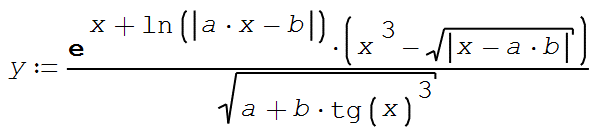 y := e^(x + ln(|a · x - b|)) · (x^3 - √|x - a · b|) / √(a + b · tg(x)^3)